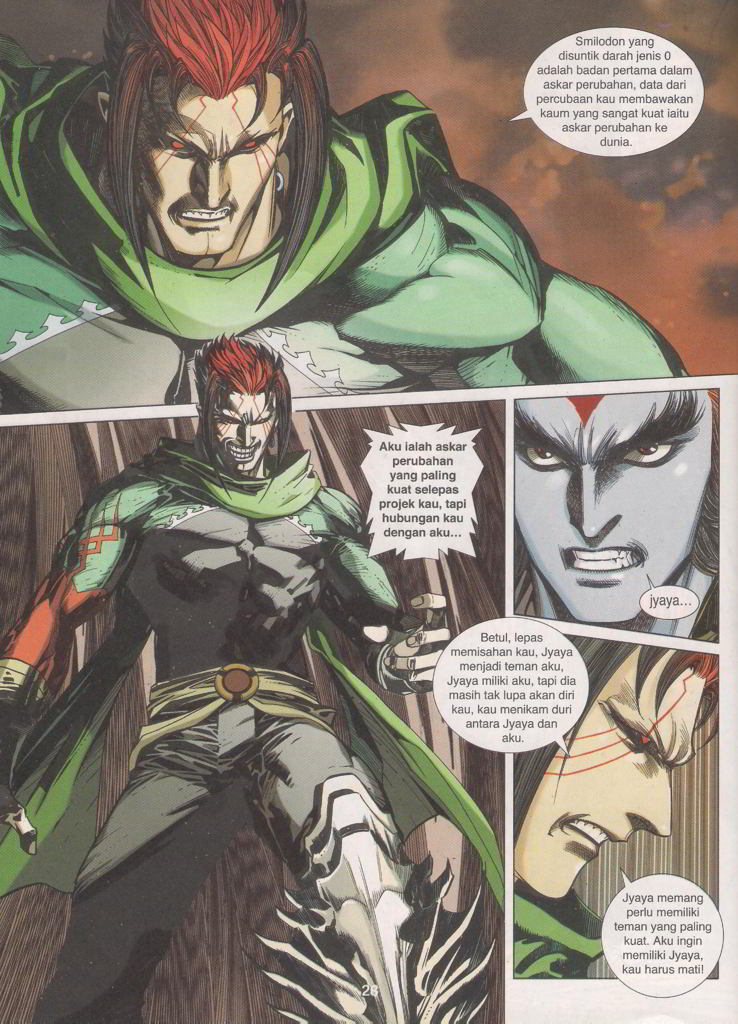 Smilodon yang
disuntik darah jenis 0
adalah badan pertama dalam
askar perubahan, data dari
percubaan kau membawakan
kaum yang sangat kuat iaitu
askar perubahan ke
dunia.
Aku ialah askar
perubahan
yang paling
kuat selepas
projek kau, tapi
hubungan kau
dengan aku...
jyaya...
Betul, lepas
memisahan kau, Jyaya
menjadi teman aku,
Jyaya miliki aku, tapi dia
masih tak lupa akan diri
kau, kau menikam duri
antara Jyaya dan
aku.
Jyaya memang
perlu memiliki
teman yang paling
kuat. Aku ingin
memiliki Jyaya,
kau harus mati!
28